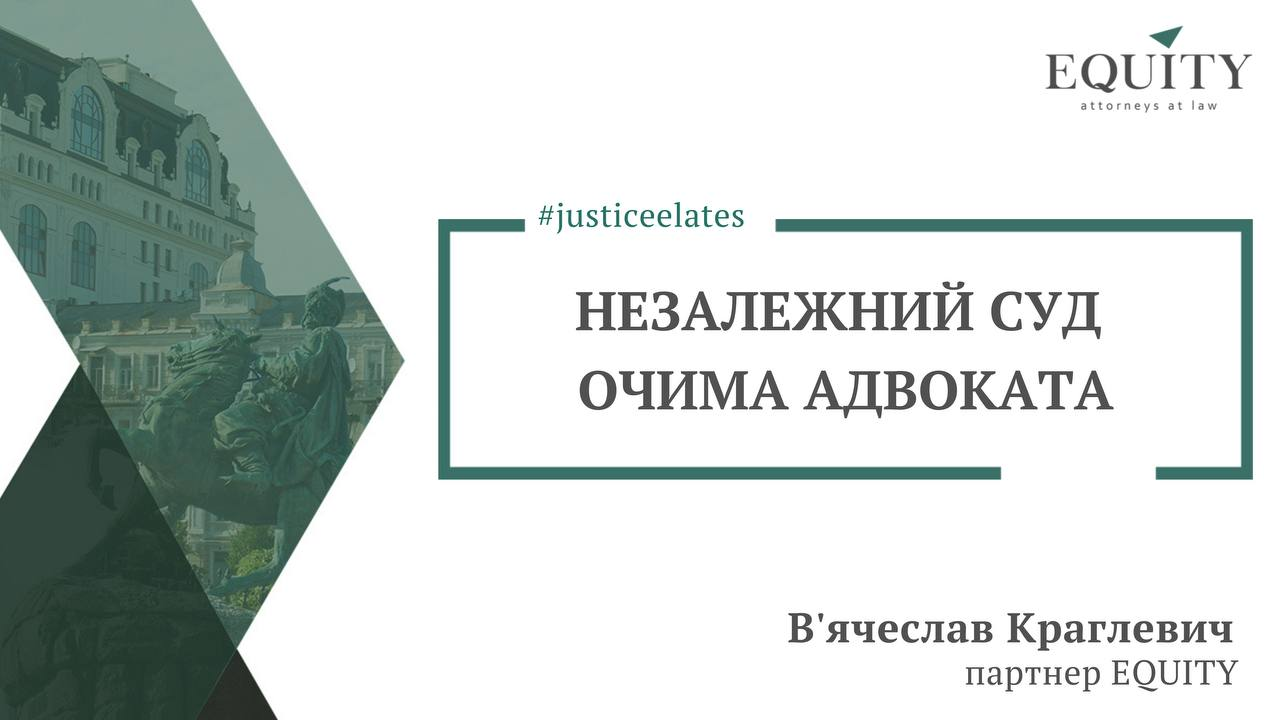 EQUITY
attorneys at law
#justiceelates
НЕЗАЛЕЖНИЙ СУД
ОЧИМА АДВОКАТА
В'ячеслав Краглевич
партнер EQUITY